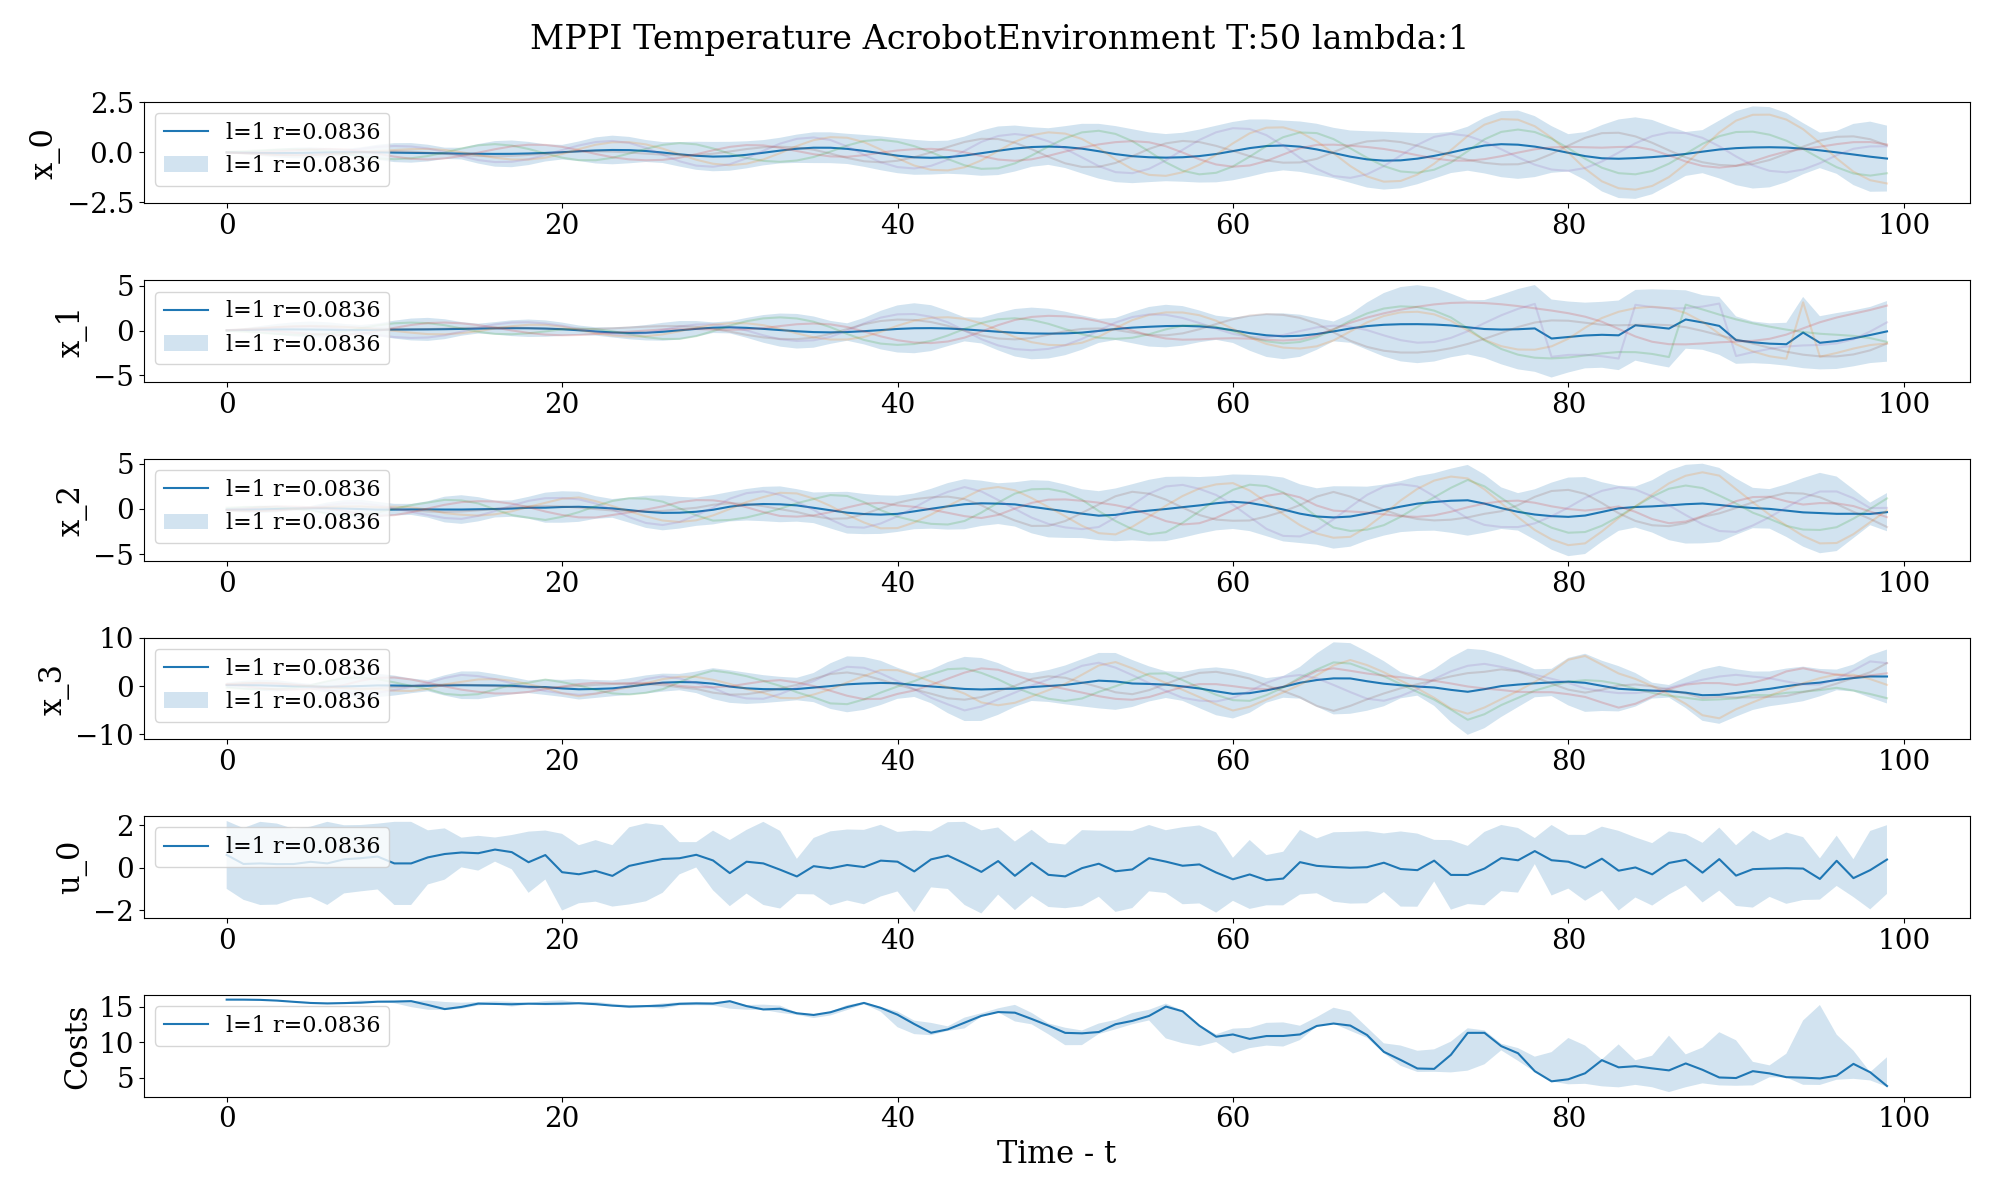 MPPI Temperature AcrobotEnvironment T:50 lambda:1
x_0
2.5
0.0
−2.5
l=1 r=0.0836
l=1 r=0.0836
0 20 40 60 80 100
x_1
5
0
−5
l=1 r=0.0836
l=1 r=0.0836
0 20 40 60 80 100
x_2
5
0
−5
l=1 r=0.0836
l=1 r=0.0836
0 20 40 60 80 100
x_3
10
0
−10
l=1 r=0.0836
l=1 r=0.0836
0 20 40 60 80 100
u_0
2
0
−2
l=1 r=0.0836
0 20 40 60 80 100
Costs
15
10
5
l=1 r=0.0836
0 20 40 60 80 100
Time - t